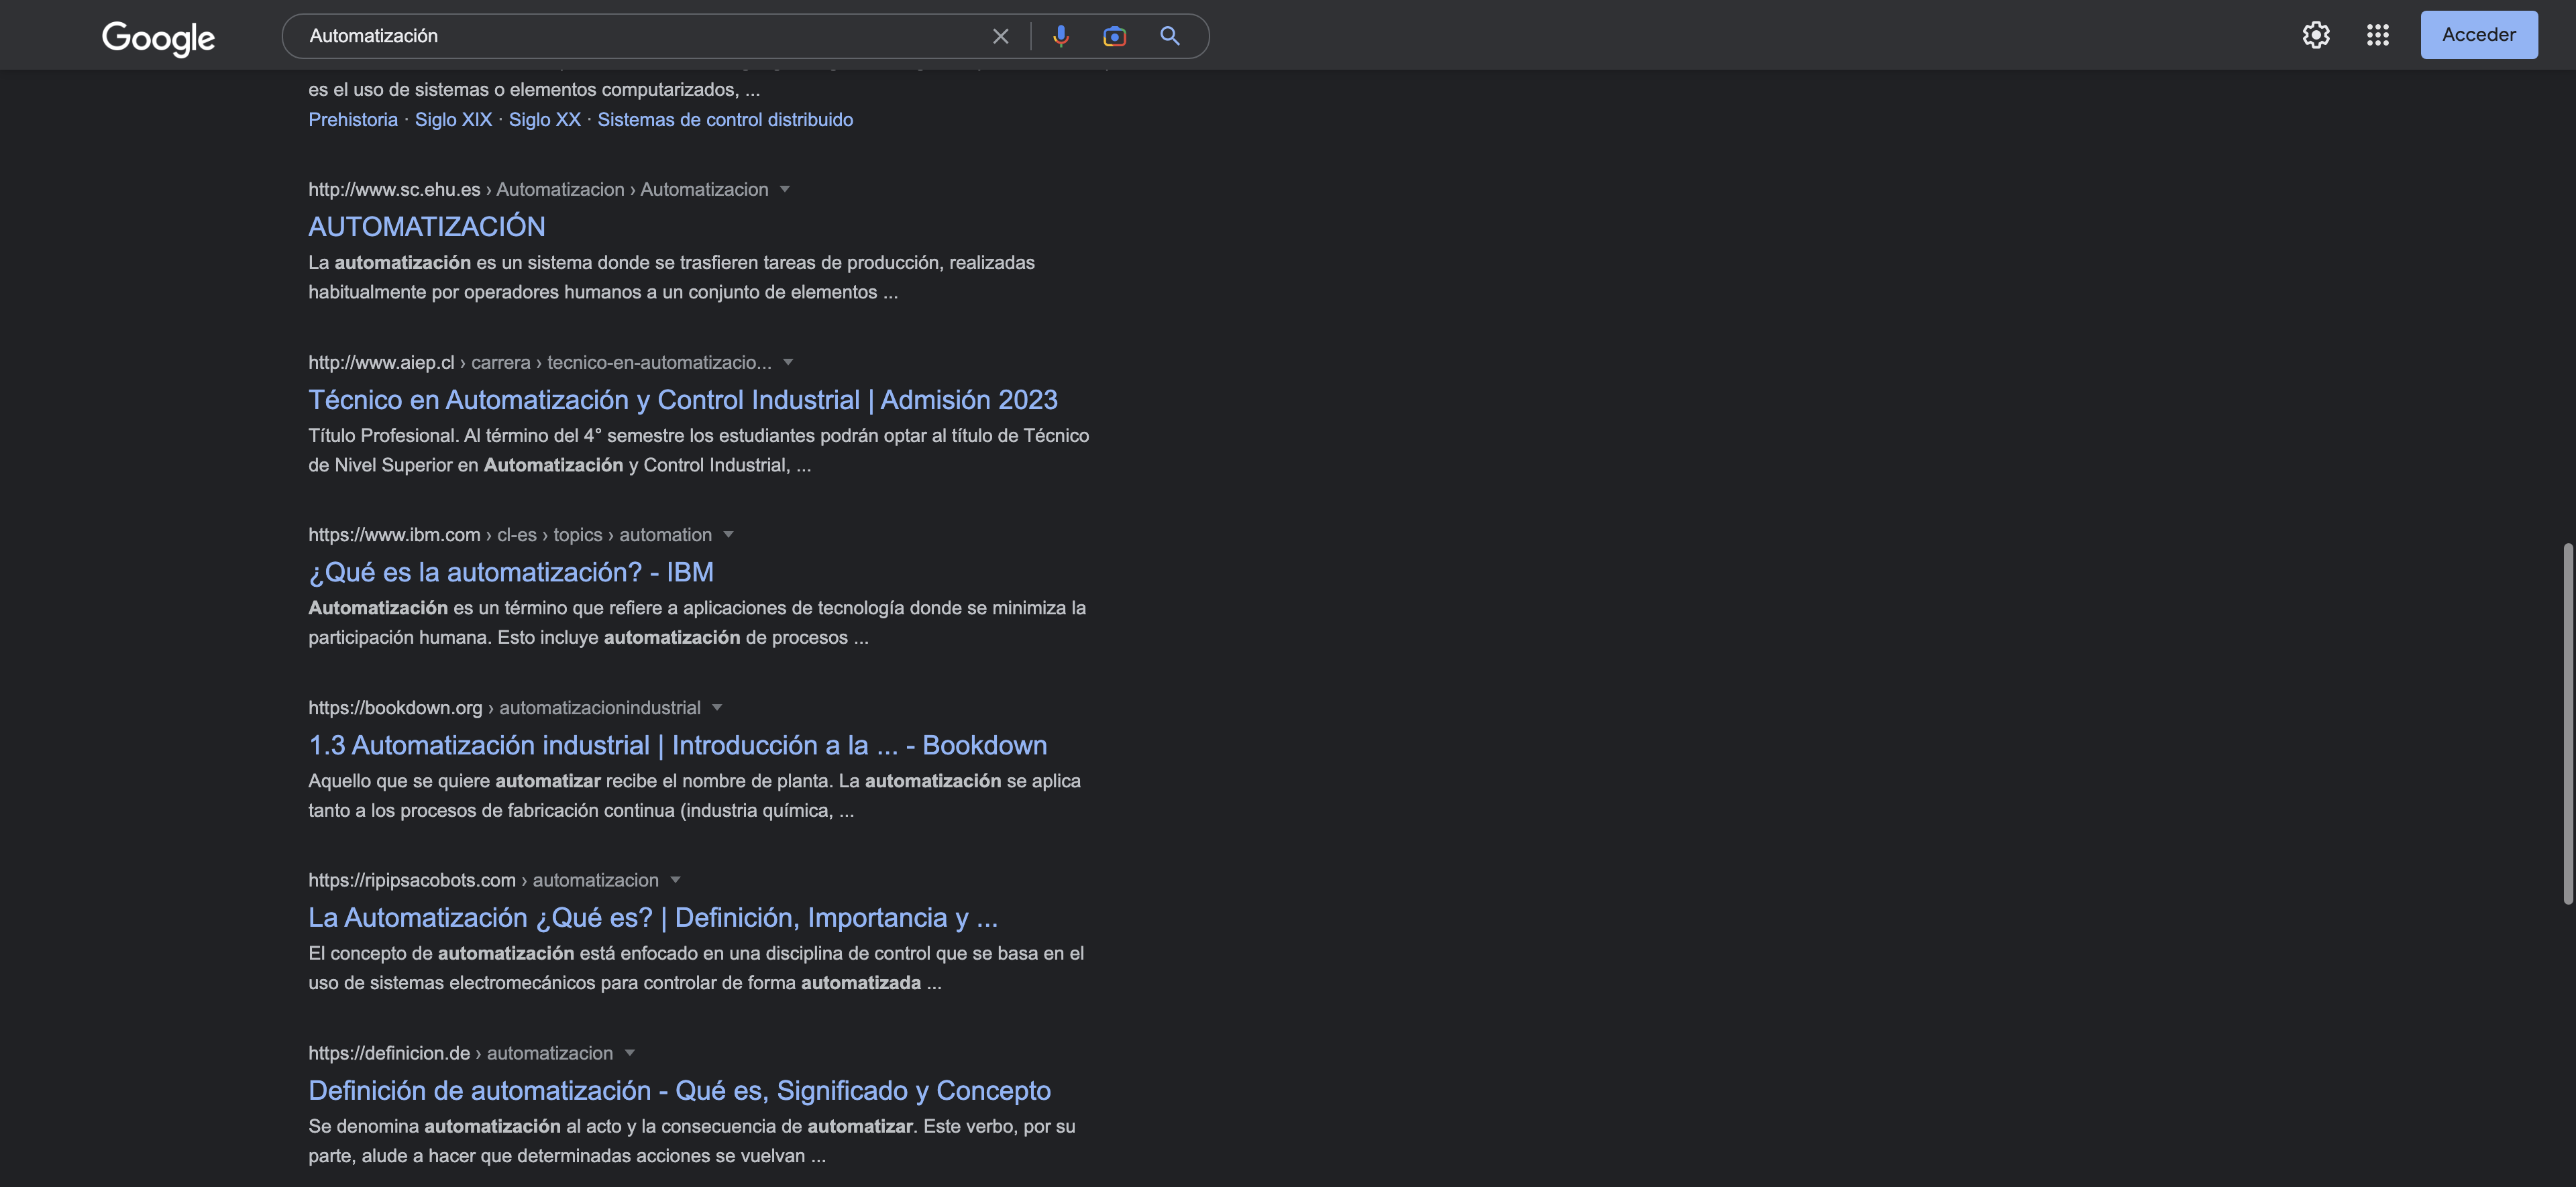 Google
Automatización
Acceder
es el uso de sistemas o elementos computarizados, ...
Prehistoria · Siglo XIX · Siglo XX · Sistemas de control distribuido
http://www.sc.ehu.es › Automatizacion › Automatizacion
AUTOMATIZACIÓN
La automatización es un sistema donde se trasfieren tareas de producción, realizadas
habitualmente por operadores humanos a un conjunto de elementos ...
http://www.aiep.cl › carrera › tecnico-en-automatizacio...
Técnico en Automatización y Control Industrial | Admisión 2023
Título Profesional. Al término del 4° semestre los estudiantes podrán optar al título de Técnico
de Nivel Superior en Automatización y Control Industrial, ...
https://www.ibm.com › cl-es › topics › automation
¿Qué es la automatización? - IBM
Automatización es un término que refiere a aplicaciones de tecnología donde se minimiza la
participación humana. Esto incluye automatización de procesos ...
https://bookdown.org › automatizacionindustrial
1.3 Automatización industrial | Introducción a la ... - Bookdown
Aquello que se quiere automatizar recibe el nombre de planta. La automatización se aplica
tanto a los procesos de fabricación continua (industria química, ...
https://ripipsacobots.com › automatizacion
La Automatización ¿Qué es? | Definición, Importancia y ...
El concepto de automatización está enfocado en una disciplina de control que se basa en el
uso de sistemas electromecánicos para controlar de forma automatizada ...
https://definicion.de › automatizacion
Definición de automatización - Qué es, Significado y Concepto
Se denomina automatización al acto y la consecuencia de automatizar. Este verbo, por su
parte, alude a hacer que determinadas acciones se vuelvan ...